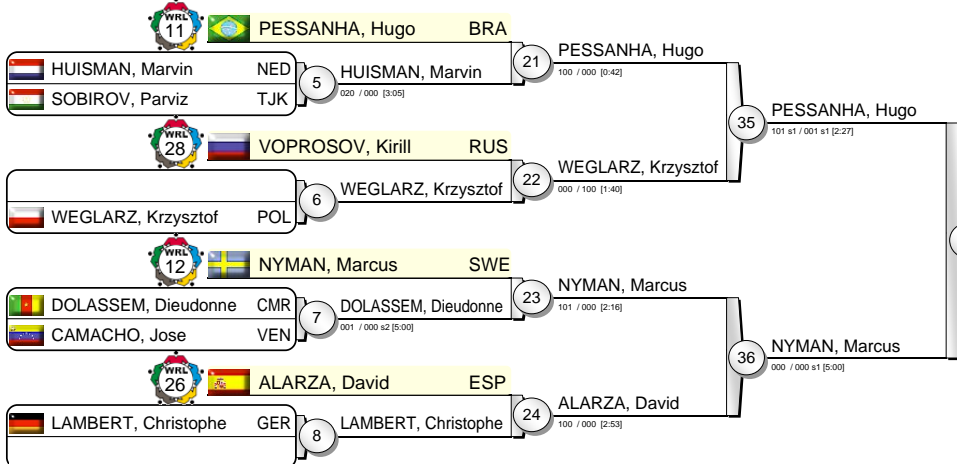 WRL
11
PESSANHA, Hugo BRA
HUISMAN, Marvin NED
SOBIROV, Parviz TJK
5
HUISMAN, Marvin
020 / 000 [3:05]
21
PESSANHA, Hugo
100 / 000 [0:42]
WRL
28
VOPROSOV, Kirill RUS
WEGLARZ, Krzysztof POL
6
WEGLARZ, Krzysztof
22
WEGLARZ, Krzysztof
000 / 100 [1:40]
35
PESSANHA, Hugo
101 s1 / 001 s1 [2:27]
WRL
12
NYMAN, Marcus SWE
DOLASSEM, Dieudonne CMR
CAMACHO, Jose VEN
7
DOLASSEM, Dieudonne
001 / 000 s2 [5:00]
23
NYMAN, Marcus
101 / 000 [2:16]
WRL
26
ALARZA, David ESP
LAMBERT, Christophe GER
8
LAMBERT, Christophe
24
ALARZA, David
100 / 000 [2:53]
36
NYMAN, Marcus
000 / 000 s1 [5:00]